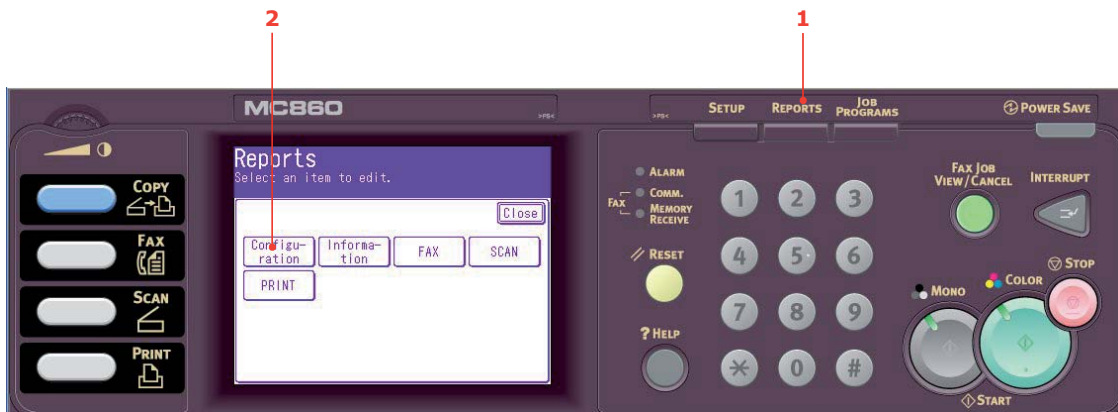 2
1
MC860
>PS<
>PS<
SETUP
REPORTS
JOB PROGRAMS
POWER SAVE
COPY
FAX
SCAN
PRINT
Reports
Select an item to edit.
Close
Configu-
ration
Informa-
tion
FAX
SCAN
PRINT
ALARM
FAX
COMM.
MEMORY
RECEIVE
RESET
? HELP
1
2
3
4
5
6
7
8
9
*
0
#
FAX JOB
VIEW/CANCEL
INTERRUPT
STOP
MONO
COLOR
START